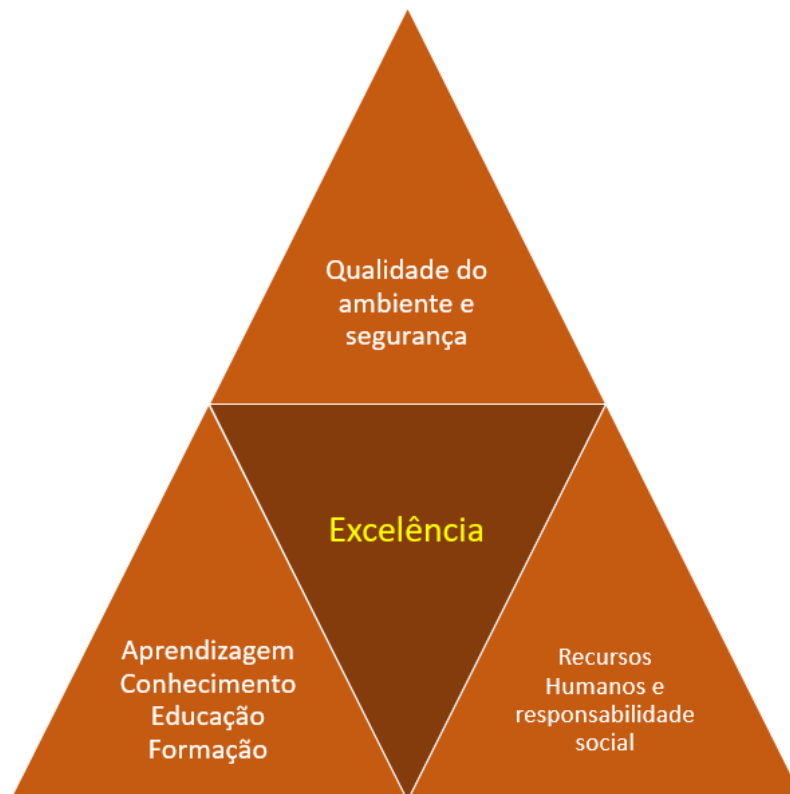 Qualidade do
ambiente e
segurança
Excelência
Aprendizagem
Conhecimento
Educação
Formação
Recursos
Humanos e
responsabilidade
social